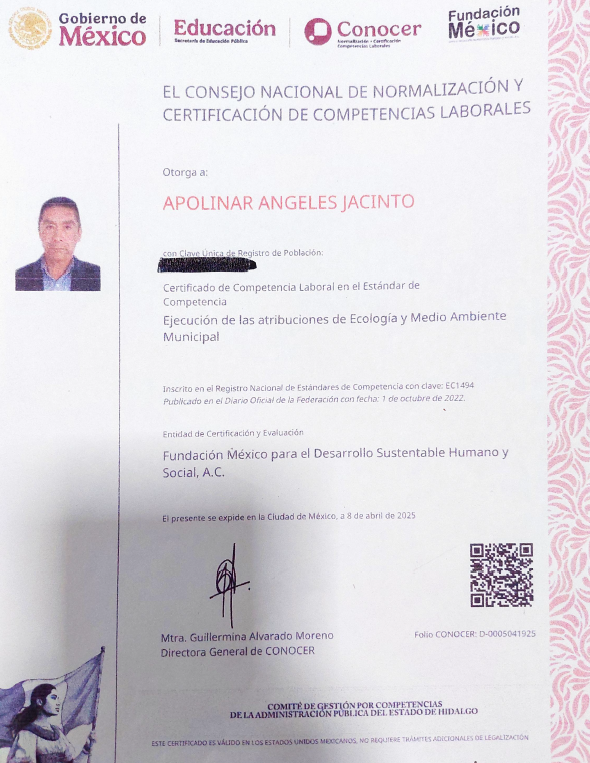 Gobierno de
México
Educación
Secretaría de Educación Pública
Conocer
Normalización • Certificación
Competencias Laborales
Fundación
México
EL CONSEJO NACIONAL DE NORMALIZACIÓN Y
CERTIFICACIÓN DE COMPETENCIAS LABORALES
Otorga a:
APOLINAR ANGELES JACINTO
con Clave Única de Registro de Población:
Certificado de Competencia Laboral en el Estándar de
Competencia
Ejecución de las atribuciones de Ecología y Medio Ambiente
Municipal
Inscrito en el Registro Nacional de Estándares de Competencia con clave: EC1494
Publicado en el Diario Oficial de la Federación con fecha: 1 de octubre de 2022.
Entidad de Certificación y Evaluación
Fundación México para el Desarrollo Sustentable Humano y
Social, A.C.
El presente se expide en la Ciudad de México, a 8 de abril de 2025
Mtra. Guillermina Alvarado Moreno
Directora General de CONOCER
Folio CONOCER: D-0005041925
COMITÉ DE GESTIÓN POR COMPETENCIAS
DE LA ADMINISTRACIÓN PÚBLICA DEL ESTADO DE HIDALGO
ESTE CERTIFICADO ES VÁLIDO EN LOS ESTADOS UNIDOS MEXICANOS, NO REQUIERE TRÁMITES ADICIONALES DE LEGALIZACIÓN